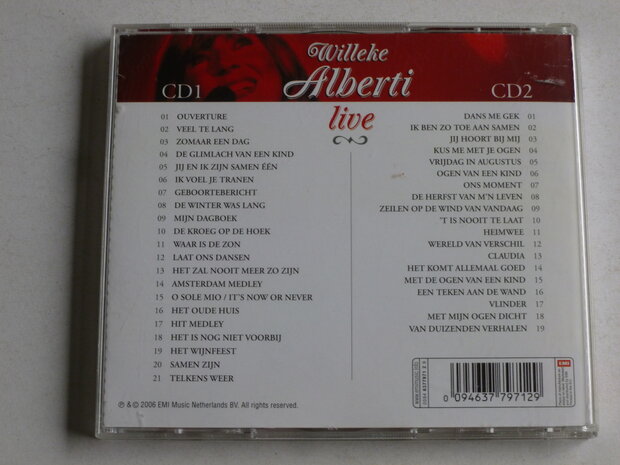 Willeke
Alberti
live
CD1
01 OUVERTURE
02 VEEL TE LANG
03 ZOMAAR EEN DAG
04 DE GLIMLACH VAN EEN KIND
05 JIJ EN IK ZIJN SAMEN ÉÉN
06 IK VOEL JE TRANEN
07 GEBOORTEBERICHT
08 DE WINTER WAS LANG
09 MIJN DAGBOEK
10 DE KROEG OP DE HOEK
11 WAAR IS DE ZON
12 LAAT ONS DANSEN
13 HET ZAL NOOIT MEER ZO ZIJN
14 AMSTERDAM MEDLEY
15 O SOLE MIO / IT'S NOW OR NEVER
16 HET OUDE HUIS
17 HIT MEDLEY
18 HET IS NOG NIET VOORBIJ
19 HET WIJNFEEST
20 SAMEN ZIJN
21 TELKENS WEER
CD2
DANS ME GEK 01
IK BEN ZO TOE AAN SAMEN 02
JIJ HOORT BIJ MIJ 03
KUS ME MET JE OGEN 04
VRIJDAG IN AUGUSTUS 05
OGEN VAN EEN KIND 06
ONS MOMENT 07
DE HERFST VAN M'N LEVEN 08
ZEILEN OP DE WIND VAN VANDAAG 09
'T IS NOOIT TE LAAT 10
HEIMWEE 11
WERELD VAN VERSCHIL 12
CLAUDIA 13
HET KOMT ALLEMAAL GOED 14
MET DE OGEN VAN EEN KIND 15
EEN TEKEN AAN DE WAND 16
VLINDER 17
MET MIJN OGEN DICHT 18
VAN DUIZENDEN VERHALEN 19
℗ & © 2006 EMI Music Netherlands BV. All rights reserved.
0 094637 797129
EMI